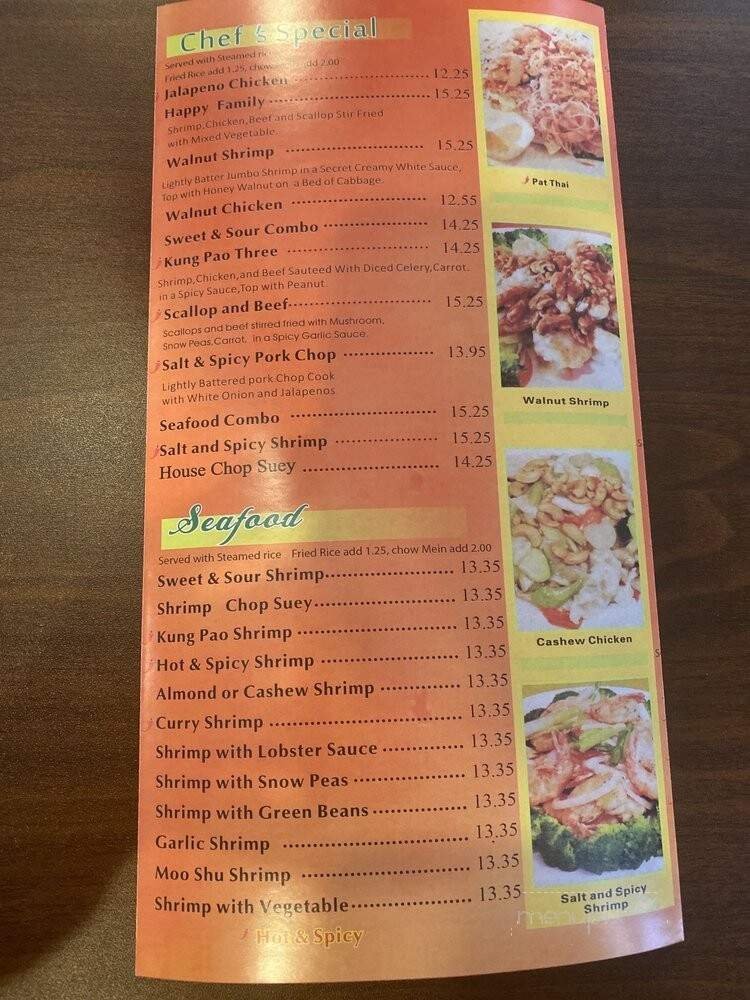 Chef's Special
Served with Steamed rice
Fried Rice add 1.25, chow add 2.00
Jalapeno Chicken 12.25
Happy Family 15.25
Shrimp,Chicken,Beef and Scallop Stir Fried
with Mixed Vegetable.
Walnut Shrimp 15.25
Lightly Batter Jumbo Shrimp in a Secret Creamy White Sauce,
Top with Honey Walnut on a Bed of Cabbage.
Walnut Chicken 12.55
Sweet & Sour Combo 14.25
Kung Pao Three 14.25
Shrimp,Chicken,and Beef Sauteed With Diced Celery,Carrot.
in a Spicy Sauce,Top with Peanut.
Scallop and Beef 15.25
Scallops and beef stirred fried with Mushroom,
Snow Peas,Carrot, in a Spicy Garlic Sauce.
Salt & Spicy Pork Chop 13.95
Lightly Battered pork Chop Cook
with White Onion and Jalapenos
Seafood Combo 15.25
Salt and Spicy Shrimp 15.25
House Chop Suey 14.25
Seafood
Served with Steamed rice Fried Rice add 1.25, chow Mein add 2.00
Sweet & Sour Shrimp 13.35
Shrimp Chop Suey 13.35
Kung Pao Shrimp 13.35
Hot & Spicy Shrimp 13.35
Almond or Cashew Shrimp 13.35
Curry Shrimp 13.35
Shrimp with Lobster Sauce 13.35
Shrimp with Snow Peas 13.35
Shrimp with Green Beans 13.35
Garlic Shrimp 13.35
Moo Shu Shrimp 13.35
Shrimp with Vegetable 13.35
Hot & Spicy
Pat Thai
Walnut Shrimp
Cashew Chicken
Salt and Spicy
Shrimp